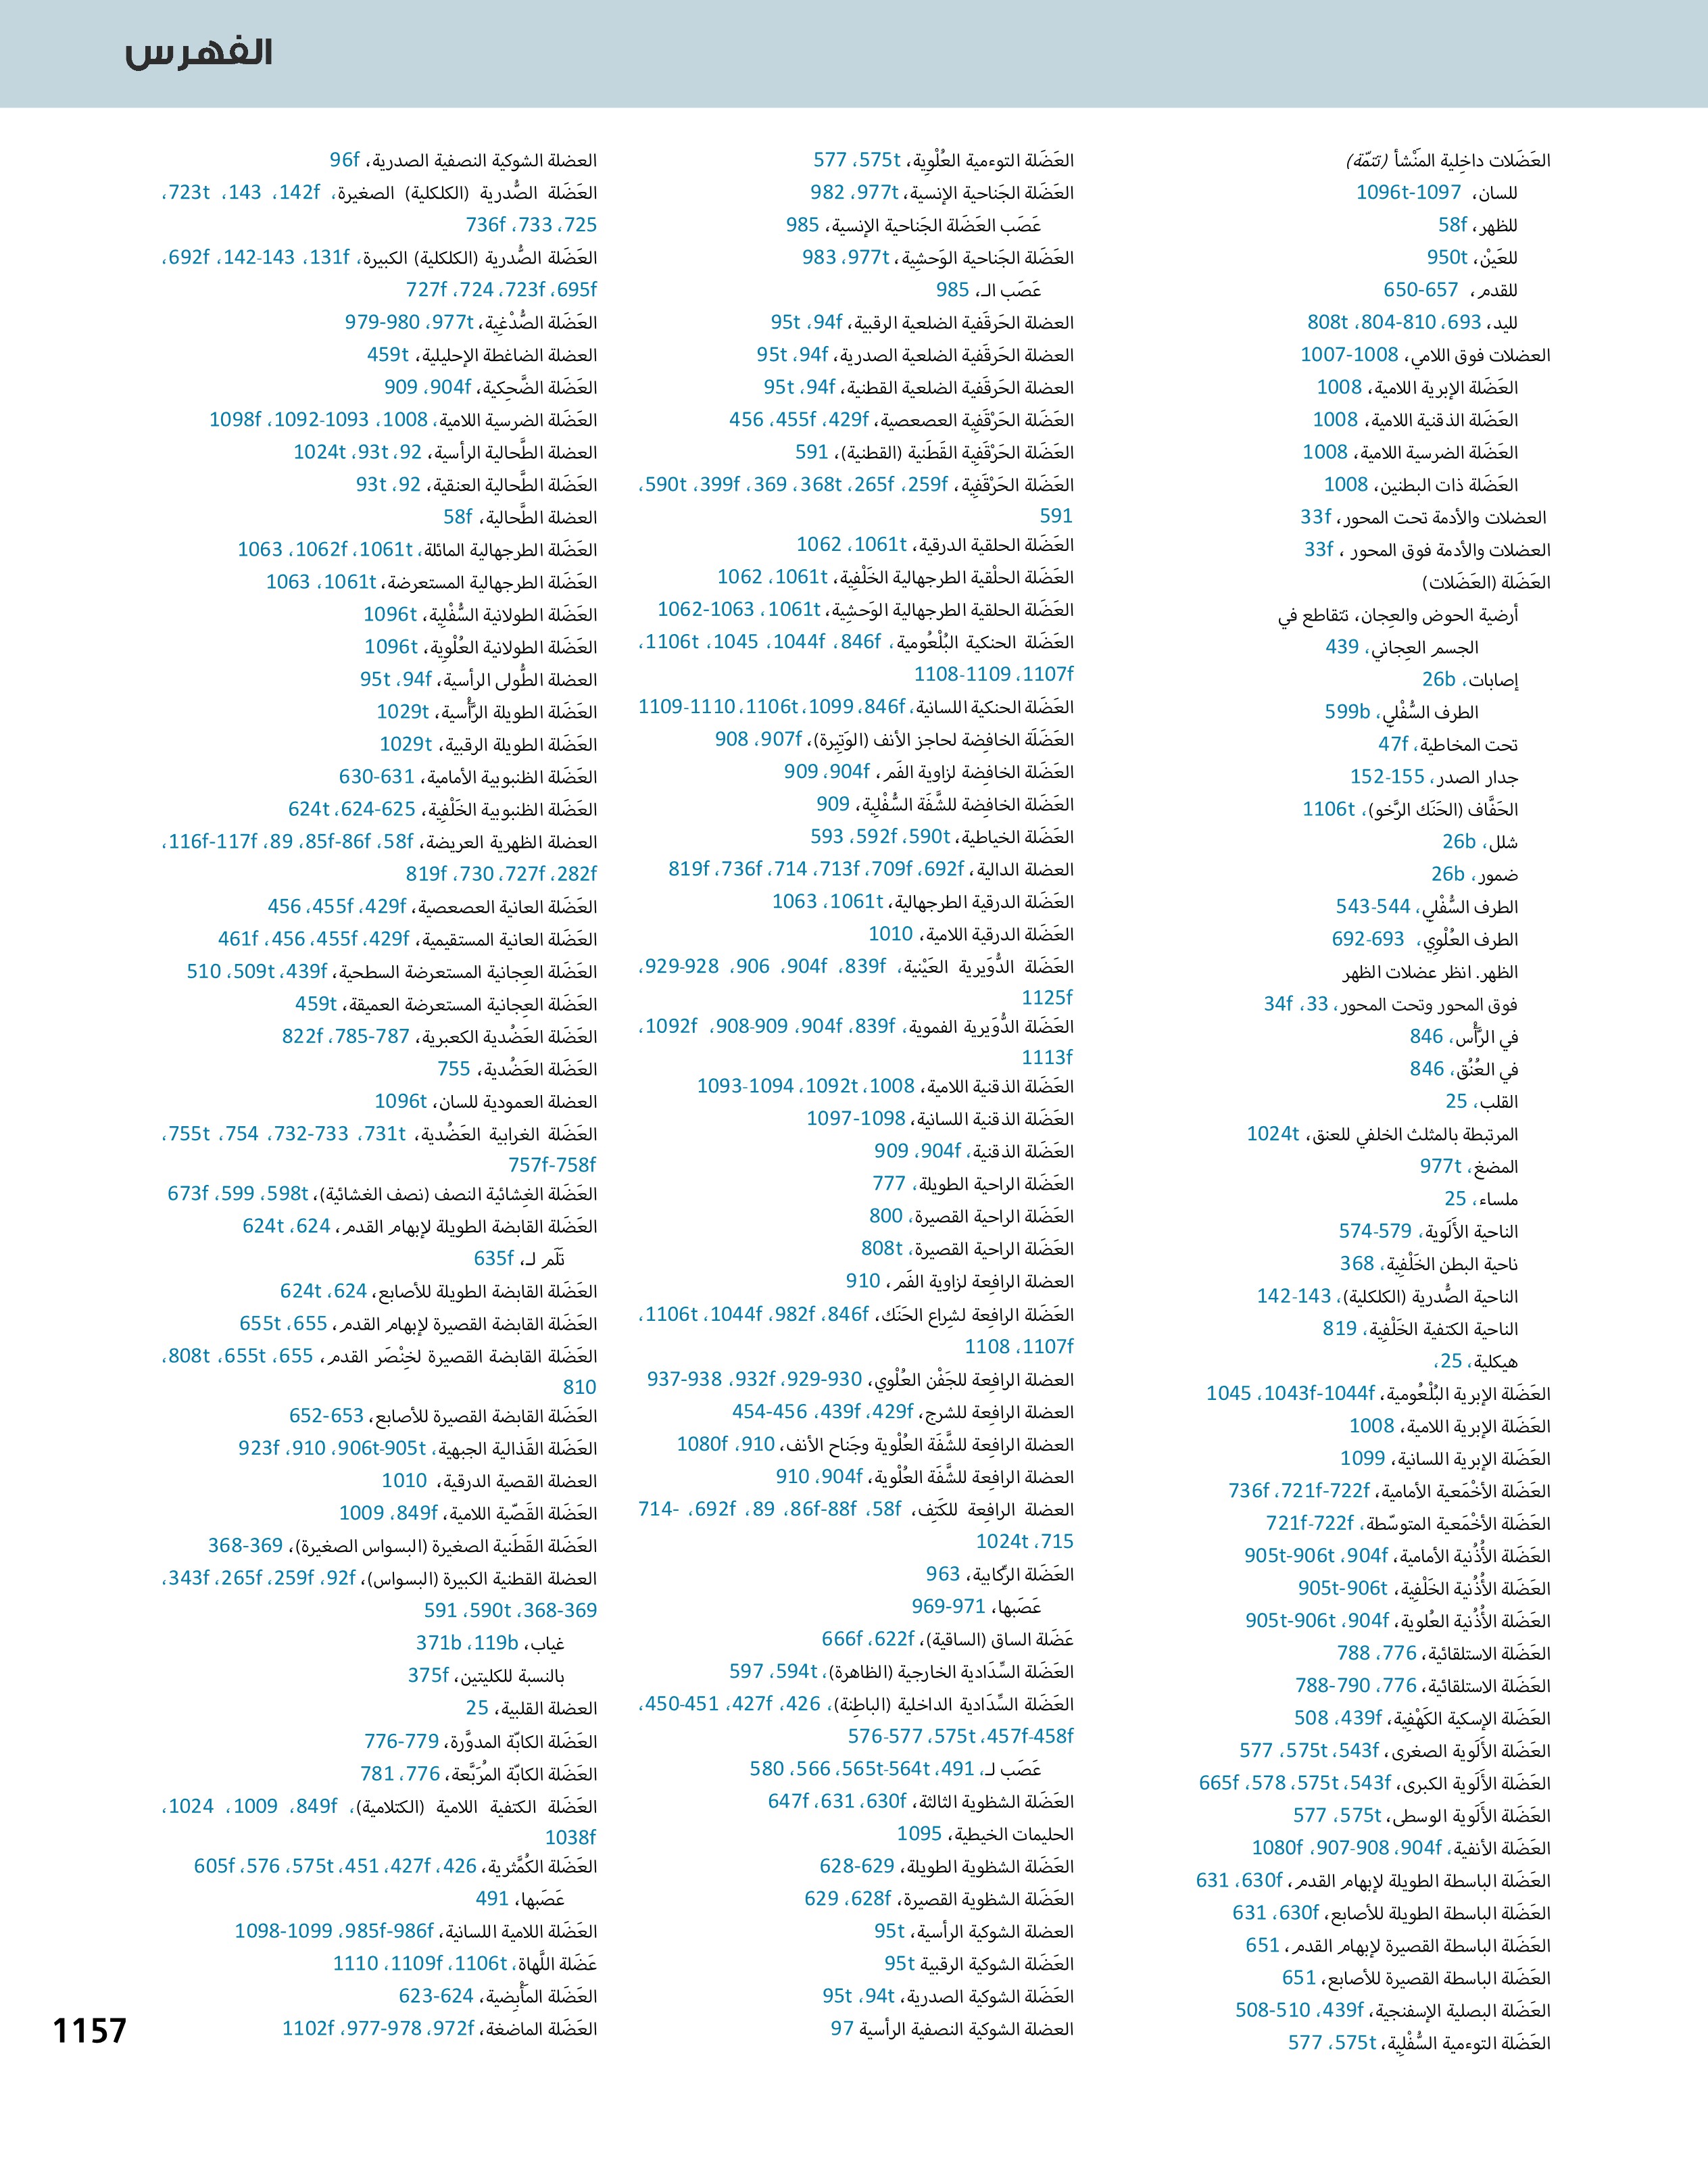 الفهرس
العَضَلات داخِلية المَنْشأ (تتمّة)
للسان، 1096t-1097
للظهر، 58f
للعَيْن، 950t
للقدم، 650-657
لليد، 693، 804-810، 808t
العضلات فوق اللامي، 1007-1008
العَضَلة الإبرية اللامية، 1008
العَضَلة الذقنية اللامية، 1008
العَضَلة الضرسية اللامية، 1008
العَضَلة ذات البطنين، 1008
العضلات والأدمة تحت المحور، 33f
العضلات والأدمة فوق المحور ، 33f
العَضَلة (العَضَلات)
أرضية الحوض والعِجان، تتقاطع في
الجسم العِجاني، 439
إصابات، 26b
الطرف السُّفْلي، 599b
تحت المخاطية، 47f
جدار الصدر، 152-155
الحَفَّاف (الحَنَك الرَّخو)، 1106t
شلل، 26b
ضمور، 26b
الطرف السُّفْلي، 543-544
الطرف العُلْوِي، 692-693
الظهر. انظر عضلات الظهر
فوق المحور وتحت المحور، 33، 34f
في الرَّأْس، 846
في العُنُق، 846
القلب، 25
المرتبطة بالمثلث الخلفي للعنق، 1024t
المضغ، 977t
ملساء، 25
الناحية الأَلَوية، 574-579
ناحية البطن الخَلْفِية، 368
الناحية الصُّدرية (الكلكلية)، 142-143
الناحية الكتفية الخَلْفِية، 819
هيكلية، 25،
العَضَلة الإبرية البُلْعُومية، 1043f-1044f، 1045
العَضَلة الإبرية اللامية، 1008
العَضَلة الإبرية اللسانية، 1099
العَضَلة الأخْمَعية الأمامية، 721f-722f، 736f
العَضَلة الأخْمَعية المتوسّطة، 721f-722f
العَضَلة الأُذُنية الأمامية، 904f، 905t-906t
العَضَلة الأُذُنية الخَلْفِية، 905t-906t
العَضَلة الأُذُنية العُلوية، 904f، 905t-906t
العَضَلة الاستلقائية، 776، 788
العَضَلة الاستلقائية، 776، 788-790
العَضَلة الإسكية الكَهْفِية، 439f، 508
العَضَلة الأَلَوية الصغرى، 543f، 575t، 577
العَضَلة الأَلَوية الكبرى، 543f، 575t، 578، 665f
العَضَلة الأَلَوية الوسطى، 575t، 577
العَضَلة الأنفية، 904f، 907-908، 1080f
العَضَلة الباسطة الطويلة لإبهام القدم، 630f، 631
العَضَلة الباسطة الطويلة للأصابع، 630f، 631
العَضَلة الباسطة القصيرة لإبهام القدم، 651
العَضَلة الباسطة القصيرة للأصابع، 651
العَضَلة البصلية الإسفنجية، 439f، 508-510
العَضَلة التوءمية السُّفْلِية، 575t، 577
العَضَلة التوءمية العُلْوِية، 575t، 577
العَضَلة الجَناحية الإنسية، 977t، 982
عَصَب العَضَلة الجَناحية الإنسية، 985
العَضَلة الجَناحية الوَحشِية، 977t، 983
عَصَب الـ، 985
العضلة الحَرقَفية الضلعية الرقبية، 94f، 95t
العضلة الحَرقَفية الضلعية الصدرية، 94f، 95t
العضلة الحَرقَفية الضلعية القطنية، 94f، 95t
العَضَلة الحَرْقَفِية العصعصية، 429f، 455f، 456
العَضَلة الحَرْقَفِية القَطَنية (القطنية)، 591
العَضَلة الحَرْقَفِية، 259f، 265f، 368t، 369، 399f، 590t،
591
العَضَلة الحلقية الدرقية، 1061t، 1062
العَضَلة الحلْقية الطرجهالية الخَلْفِية، 1061t، 1062
العَضَلة الحلقية الطرجهالية الوَحشِية، 1061t، 1062-1063
العَضَلة الحنكية البُلْعُومية، 846f، 1044f، 1045، 1106t،
1107f، 1108-1109
العَضَلة الحنكية اللسانية، 846f، 1099، 1106t، 1109-1110
العَضَلَة الخافِضة لحاجز الأنف (الوَتِيرة)، 907f، 908
العَضَلة الخافِضة لزاوية الفَم، 904f، 909
العَضَلة الخافِضة للشَّفَة السُّفْلِية، 909
العَضَلة الخياطية، 590t، 592f، 593
العضلة الدالية، 692f، 709f، 713f، 714، 736f، 819f
العَضَلة الدرقية الطرجهالية، 1061t، 1063
العَضَلة الدرقية اللامية، 1010
العَضَلة الدُّوَيرية العَيْنية، 839f، 904f، 906، 928-929،
1125f
العَضَلة الدُّوَيرية الفموية، 839f، 904f، 908-909، 1092f،
1113f
العَضَلة الذقنية اللامية، 1008، 1092t، 1093-1094
العَضَلة الذقنية اللسانية، 1097-1098
العَضَلة الذقنية، 904f، 909
العَضَلة الراحية الطويلة، 777
العَضَلة الراحية القصيرة، 800
العَضَلة الراحية القصيرة، 808t
العضلة الرافِعة لزاوية الفَم، 910
العَضَلة الرافِعة لشِراع الحَنَك، 846f، 982f، 1044f، 1106t،
1107f، 1108
العضلة الرافِعة للجَفْن العُلْوي، 929-930، 932f، 937-938
العضلة الرافِعة للشرج، 429f، 439f، 454-456
العضلة الرافِعة للشَّفَة العُلْوية وجَناح الأنف، 910، 1080f
العضلة الرافِعة للشَّفَة العُلْوية، 904f، 910
العضلة الرافِعة للكَتِف، 58f، 86f-88f، 89، 692f، 714-
715، 1024t
العَضَلة الرِّكابية، 963
عَصَبها، 969-971
عَضَلة الساق (الساقية)، 622f، 666f
العَضَلة السِّدَادية الخارجية (الظاهرة)، 594t، 597
العَضَلة السِّدَادية الداخلية (الباطِنة)، 426، 427f، 450-451،
457f-458f، 575t، 576-577
عَصَب لـ، 491، 564t-565t، 566، 580
العَضَلة الشظوية الثالثة، 630f، 631، 647f
الحليمات الخيطية، 1095
العَضَلة الشظوية الطويلة، 628-629
العَضَلة الشظوية القصيرة، 628f، 629
العضلة الشوكية الرأسية، 95t
العَضَلة الشوكية الرقبية 95t
العَضَلة الشوكية الصدرية، 94t، 95t
العضلة الشوكية النصفية الرأسية 97
العضلة الشوكية النصفية الصدرية، 96f
العَضَلة الصُّدرية (الكلكلية) الصغيرة، 142f، 143، 723t،
725، 733، 736f
العَضَلة الصُّدرية (الكلكلية) الكبيرة، 131f، 142-143، 692f،
695f، 723f، 724، 727f
العَضَلة الصُّدْغِية، 977t، 979-980
العضلة الضاغطة الإحليلية، 459t
العَضَلة الضَّحِكية، 904f، 909
العَضَلة الضرسية اللامية، 1008، 1092-1093، 1098f
العضلة الطَّحالية الرأسية، 92، 93t، 1024t
العَضَلة الطَّحالية العنقية، 92، 93t
العضلة الطَّحالية، 58f
العَضَلة الطرجهالية المائلة، 1061t، 1062f، 1063
العَضَلة الطرجهالية المستعرضة، 1061t، 1063
العَضَلة الطولانية السُّفْلِية، 1096t
العَضَلة الطولانية العُلْوِية، 1096t
العضلة الطُّولى الرأسية، 94f، 95t
العَضَلة الطويلة الرَّأْسية، 1029t
العَضَلة الطويلة الرقبية، 1029t
العَضَلة الظنبوبية الأمامية، 630-631
العَضَلة الظنبوبية الخَلْفِية، 624-625، 624t
العضلة الظهرية العريضة، 58f، 85f-86f، 89، 116f-117f،
282f، 727f، 730، 819f
العَضَلة العانية العصعصية، 429f، 455f، 456
العَضَلة العانية المستقيمية، 429f، 455f، 456، 461f
العَضَلة العِجانية المستعرضة السطحية، 439f، 509t، 510
العَضَلة العِجانية المستعرضة العميقة، 459t
العَضَلة العَضُدية الكعبرية، 785-787، 822f
العَضَلة العَضُدية، 755
العضلة العمودية للسان، 1096t
العَضَلة الغرابية العَضُدية، 731t، 732-733، 754، 755t،
757f-758f
العَضَلة الغِشائية النصف (نصف الغشائية)، 598t، 599، 673f
العَضَلة القابضة الطويلة لإبهام القدم، 624، 624t
تَلَم لـ، 635f
العَضَلة القابضة الطويلة للأصابع، 624، 624t
العَضَلة القابضة القصيرة لإبهام القدم، 655، 655t
العَضَلة القابضة القصيرة لخِنْصَر القدم، 655، 655t، 808t،
810
العَضَلة القابضة القصيرة للأصابع، 652-653
العَضَلة القَذالية الجبهية، 905t-906t، 910، 923f
العضلة القصية الدرقية، 1010
العَضَلة القَصّية اللامية، 849f، 1009
العَضَلة القَطَنية الصغيرة (البسواس الصغيرة)، 368-369
العضلة القطنية الكبيرة (البسواس)، 92f، 259f، 265f، 343f،
368-369، 590t، 591
غياب، 119b، 371b
بالنسبة للكليتين، 375f
العضلة القلبية، 25
العَضَلة الكابّة المدوَّرة، 776-779
العَضَلة الكابّة المُرَبَّعة، 776، 781
العَضَلة الكتفية اللامية (الكتلامية)، 849f، 1009، 1024،
1038f
العَضَلة الكُمَّثرية، 426، 427f، 451، 575t، 576، 605f
عَصَبها، 491
العَضَلة اللامية اللسانية، 985f-986f، 1098-1099
عَضَلة اللَّهاة، 1106t، 1109f، 1110
العَضَلة المَأْبِضية، 623-624
العَضَلة الماضغة، 972f، 977-978، 1102f
1157